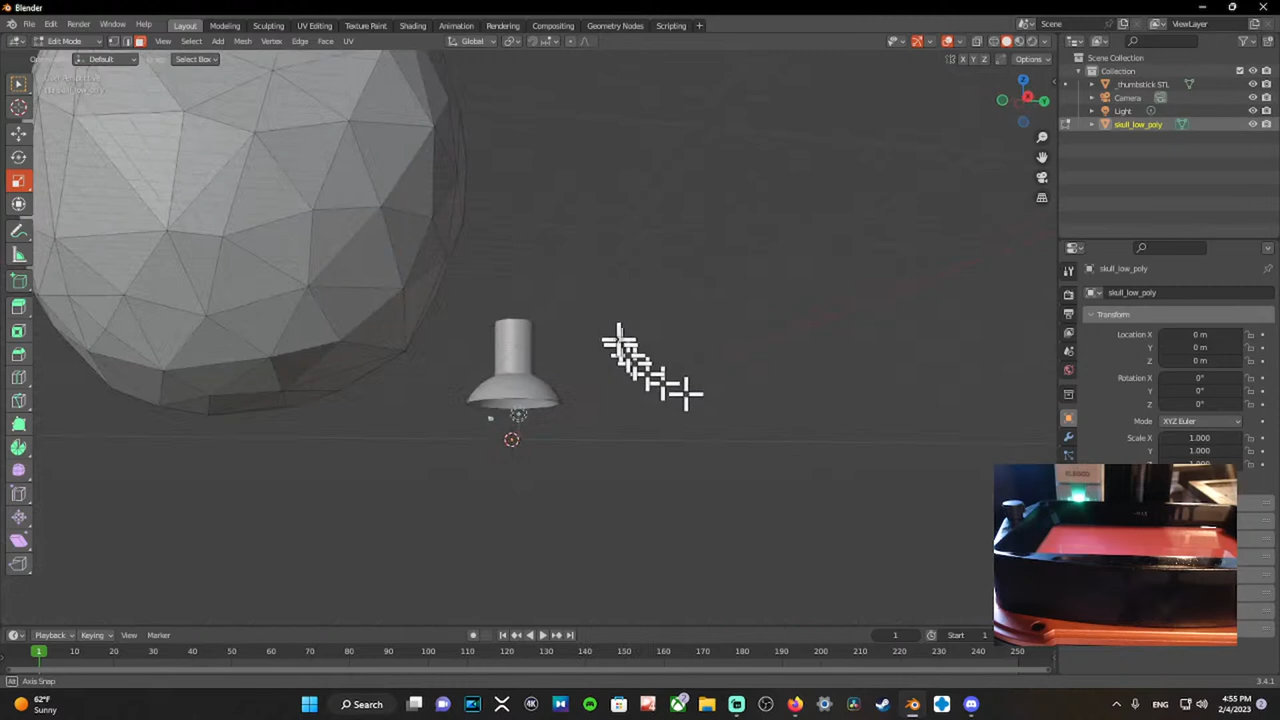 Blender
File Edit Render Window Help Layout Modeling Sculpting UV Editing Texture Paint Shading Animation Rendering Compositing Geometry Nodes Scripting + Scene ViewLayer
Edit Mode View Select Add Mesh Vertex Edge Face UV Global
Default Select Box X Y Z Options
Scene Collection
Collection
_thumbstick STL
Camera
Light
skull_low_poly
Z
X
Y
skull_low_poly
skull_low_poly
Transform
Location X 0 m
Y 0 m
Z 0 m
Rotation X 0°
Y 0°
Z 0°
Mode XYZ Euler
Scale X 1.000
Y 1.000
ELEGOO
Playback Keying View Marker 1 Start 1
1 10 20 30 40 50 60 70 80 90 100 110 120 130 140 150 160 170 180 190 200 210 220 230 240 250
Alt Axis Snap 3.4.1
62°F
Sunny
Search
ENG
4:55 PM
2/4/2023